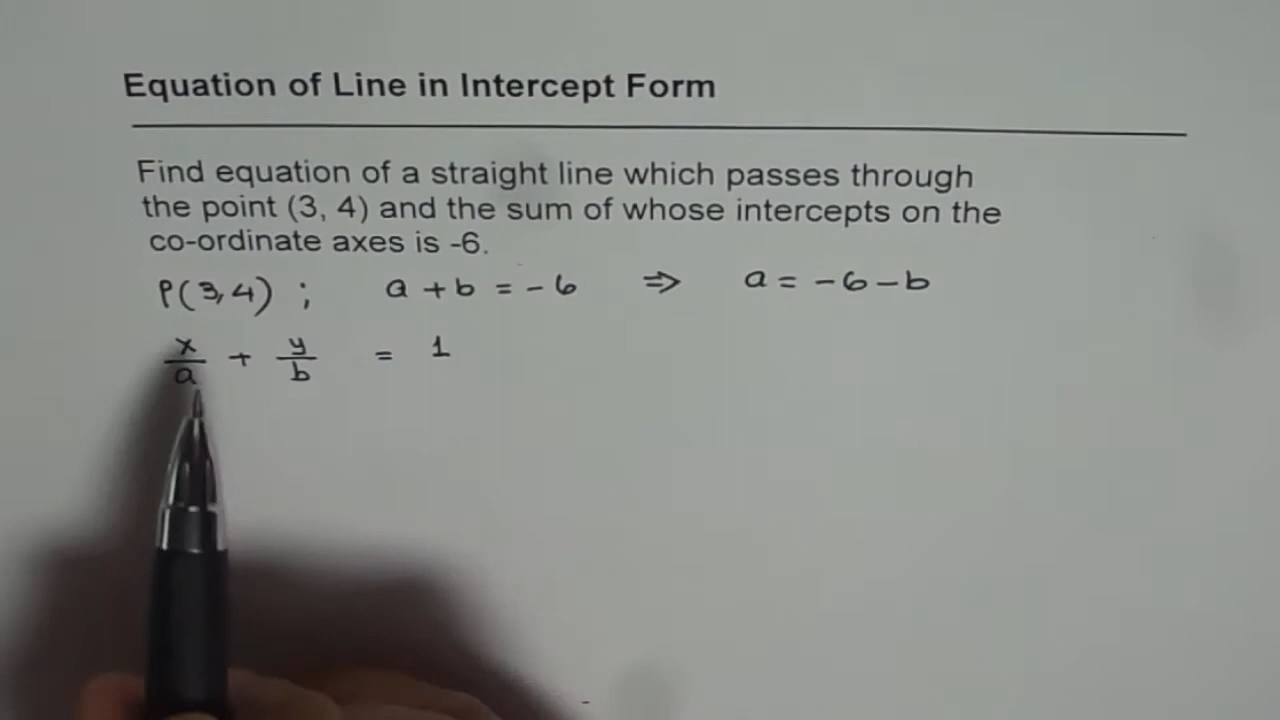 Equation of Line in Intercept Form
Find equation of a straight line which passes through
the point (3, 4) and the sum of whose intercepts on the
co-ordinate axes is -6.
P(3,4) ; a + b = -6 ⇒ a = -6 - b
x/a + y/b = 1